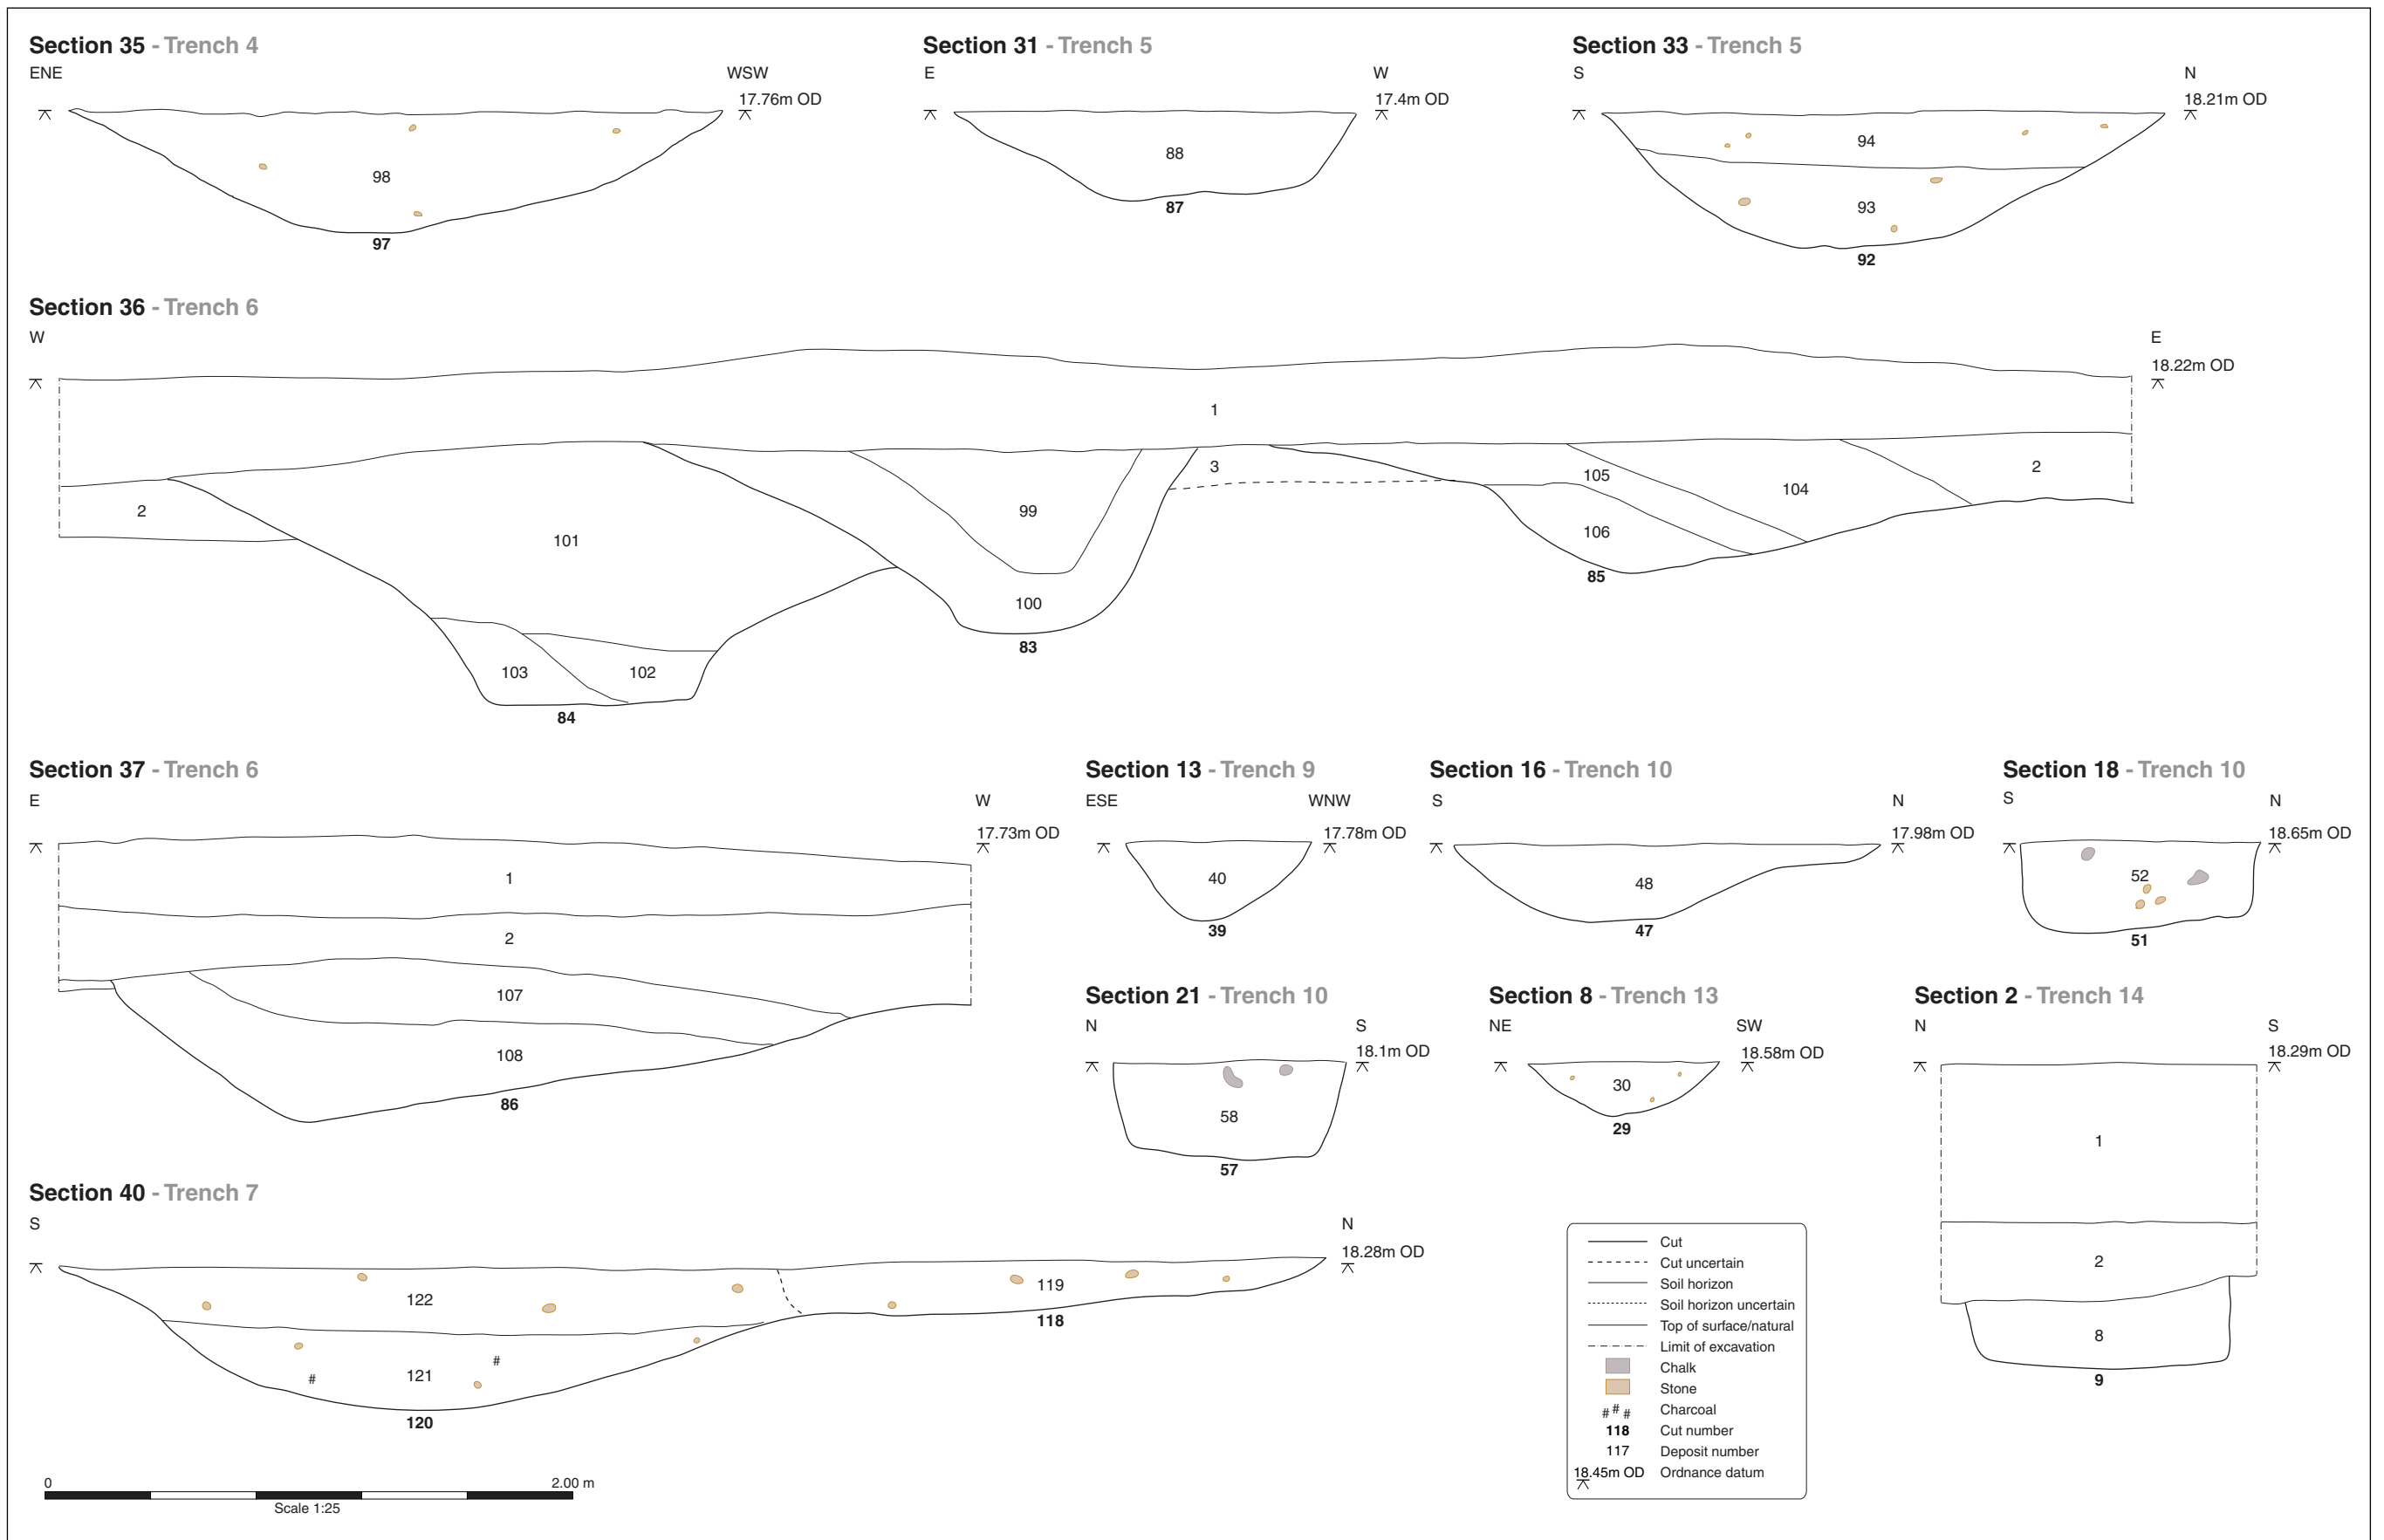 Section 35 - Trench 4
ENE
WSW
17.76m OD
98
97
Section 31 - Trench 5
E
W
17.4m OD
88
87
Section 33 - Trench 5
S
N
18.21m OD
94
93
92
Section 36 - Trench 6
W
E
18.22m OD
1
3
2
105
104
2
99
101
106
85
100
83
103
102
84
Section 37 - Trench 6
E
W
17.73m OD
1
2
107
108
86
Section 13 - Trench 9
ESE
WNW
17.78m OD
40
39
Section 16 - Trench 10
S
N
17.98m OD
48
47
Section 18 - Trench 10
S
N
18.65m OD
52
51
Section 21 - Trench 10
N
S
18.1m OD
58
57
Section 8 - Trench 13
NE
SW
18.58m OD
30
29
Section 2 - Trench 14
N
S
18.29m OD
1
2
8
9
Section 40 - Trench 7
S
N
18.28m OD
122
119
118
121
# #
120
Cut
Cut uncertain
Soil horizon
Soil horizon uncertain
Top of surface/natural
Limit of excavation
Chalk
Stone
# # # Charcoal
118 Cut number
117 Deposit number
18.45m OD Ordnance datum
0 2.00 m
Scale 1:25